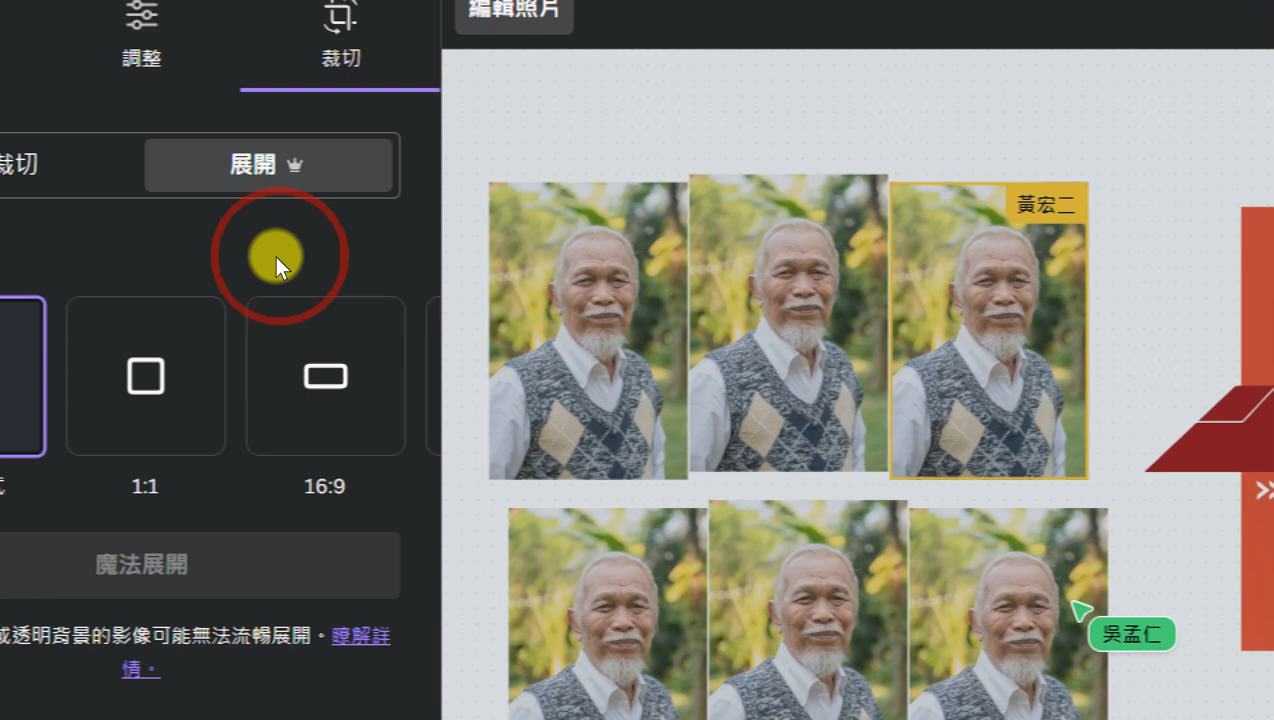 編輯照片
調整
裁切
裁切
展開
黃宏二
1:1
16:9
魔法展開
透明背景的影像可能無法流暢展開。瞭解詳
情。
吳孟仁